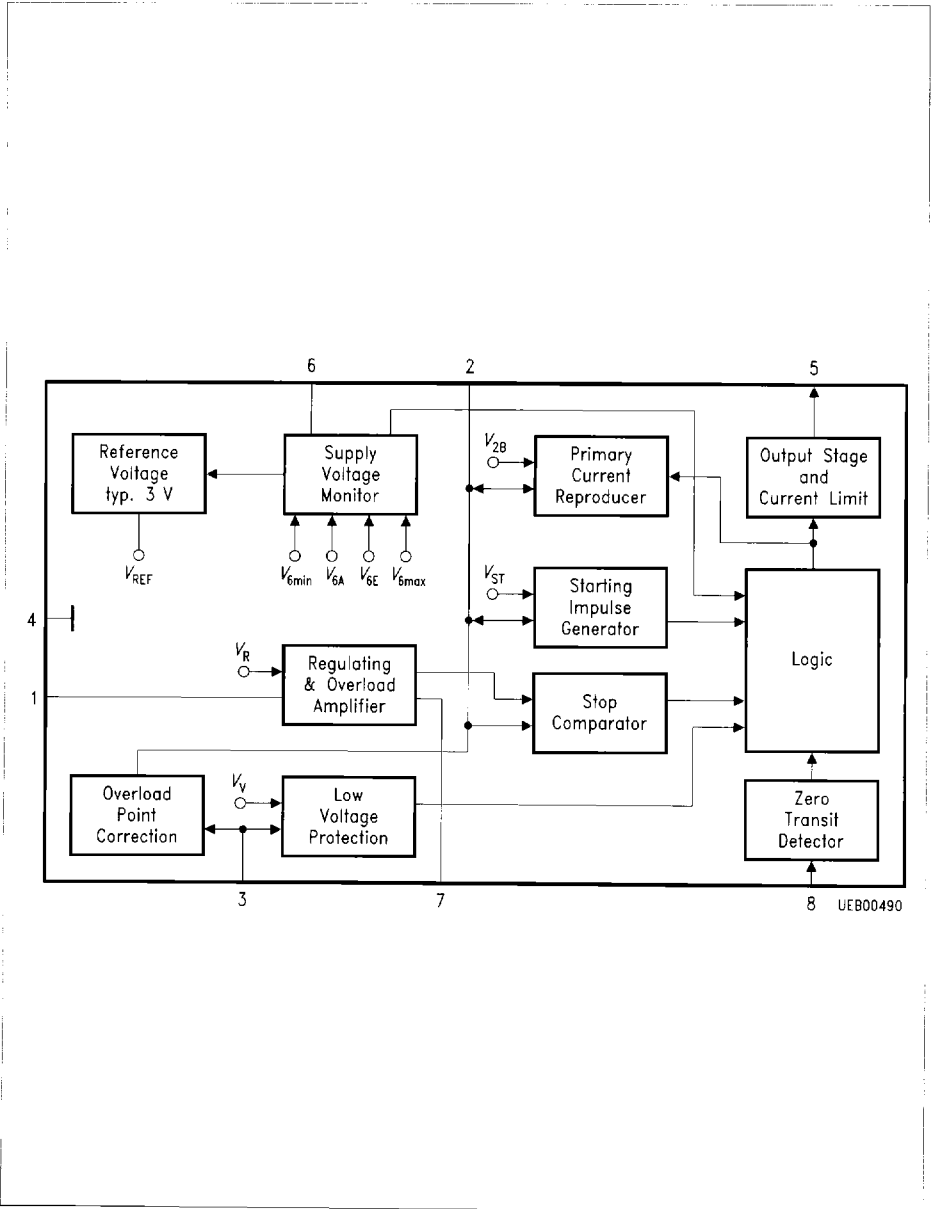 6
2
5
Reference
Voltage
typ. 3 V
Supply
Voltage
Monitor
V2B
Primary
Current
Reproducer
Output Stage
and
Current Limit
VREF
V6min
V6A
V6E
V6max
VST
Starting
Impulse
Generator
Logic
4
VR
Regulating
& Overload
Amplifier
1
Stop
Comparator
Overload
Point
Correction
VV
Low
Voltage
Protection
Zero
Transit
Detector
3
7
8
UEB00490